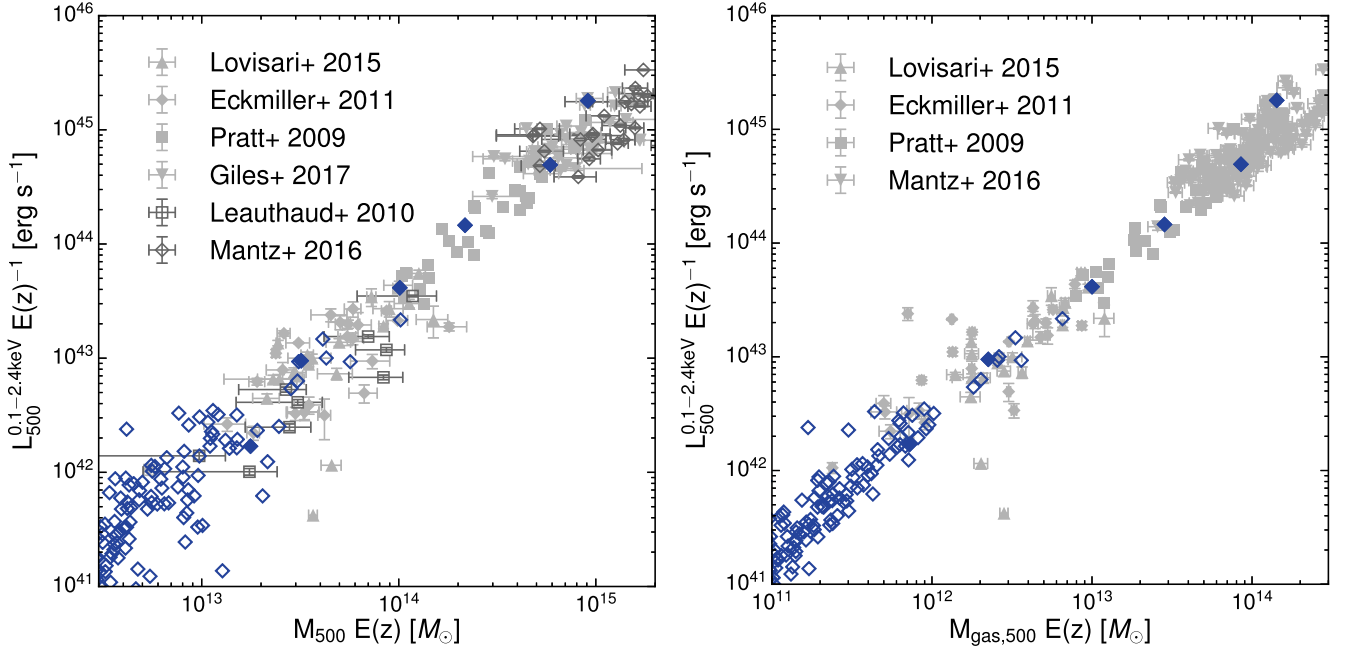 10^46
10^45
10^44
10^43
10^42
10^41
L_500^0.1−2.4keV E(z)^−1 [erg s^−1]
Lovisari+ 2015
Eckmiller+ 2011
Pratt+ 2009
Giles+ 2017
Leauthaud+ 2010
Mantz+ 2016
10^13
10^14
10^15
M_500 E(z) [M_⊙]
10^46
10^45
10^44
10^43
10^42
10^41
L_500^0.1−2.4keV E(z)^−1 [erg s^−1]
Lovisari+ 2015
Eckmiller+ 2011
Pratt+ 2009
Mantz+ 2016
10^11
10^12
10^13
10^14
M_gas,500 E(z) [M_⊙]